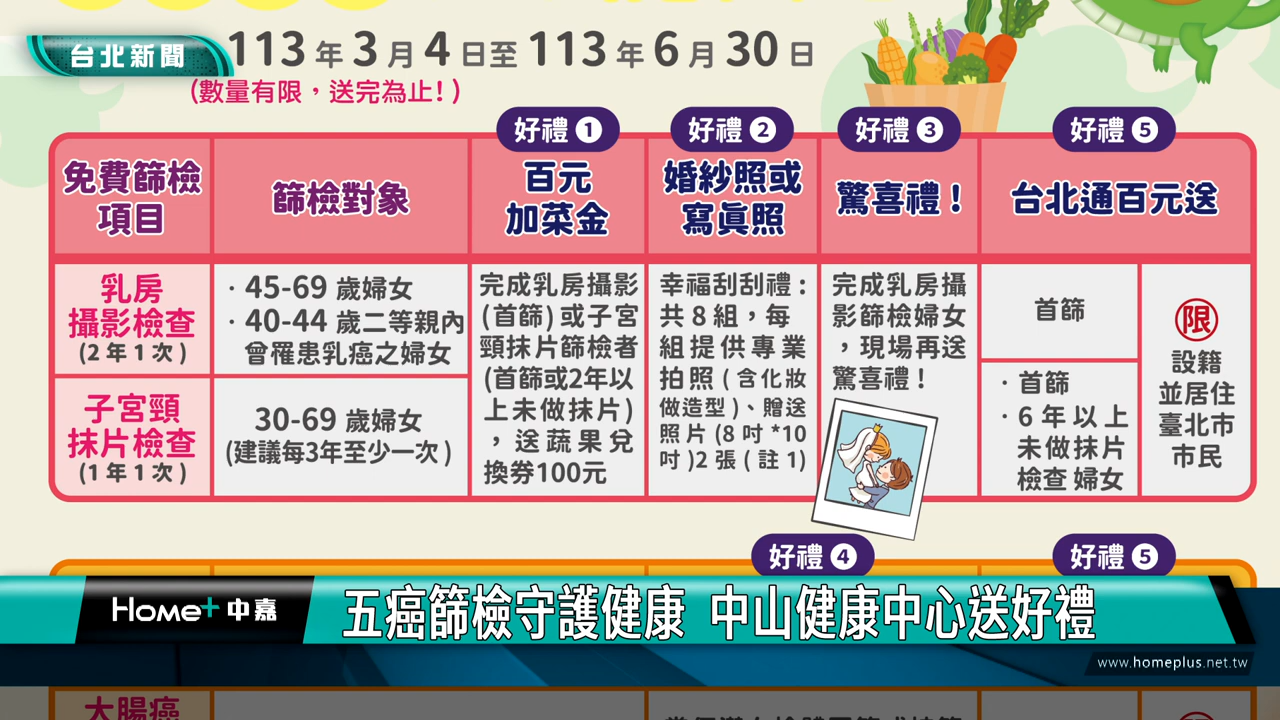 台北新聞
113年3月4日至113年6月30日
(數量有限，送完為止！)
好禮1
好禮2
好禮3
好禮5
免費篩檢
項目
篩檢對象
百元
加菜金
婚紗照或
寫真照
驚喜禮！
台北通百元送
乳房
攝影檢查
(2年1次)
·45-69歲婦女
·40-44歲二等親內
曾罹患乳癌之婦女
子宮頸
抹片檢查
(1年1次)
30-69歲婦女
(建議每3年至少一次)
完成乳房攝影
(首篩)或子宮
頸抹片篩檢者
(首篩或2年以
上未做抹片)
，送蔬果兌
換券100元
幸福刮刮禮：
共8組，每
組提供專業
拍照(含化妝
做造型)、贈送
照片(8吋*10
吋)2張(註1)
完成乳房攝
影篩檢婦女
，現場再送
驚喜禮！
首篩
·首篩
·6年以上
未做抹片
檢查婦女
限
設籍
並居住
臺北市
市民
好禮4
好禮5
Home+中嘉
五癌篩檢守護健康 中山健康中心送好禮
www.homeplus.net.tw
大腸癌